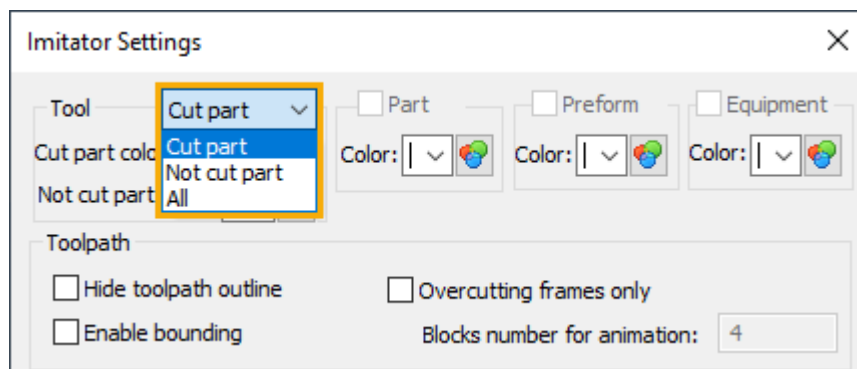 Imitator Settings
Tool Cut part Part Preform Equipment
Cut part Color: Color: Color:
Cut part
Not cut part
Not cut part
All
Toolpath
Hide toolpath outline Overcutting frames only
Enable bounding Blocks number for animation: 4